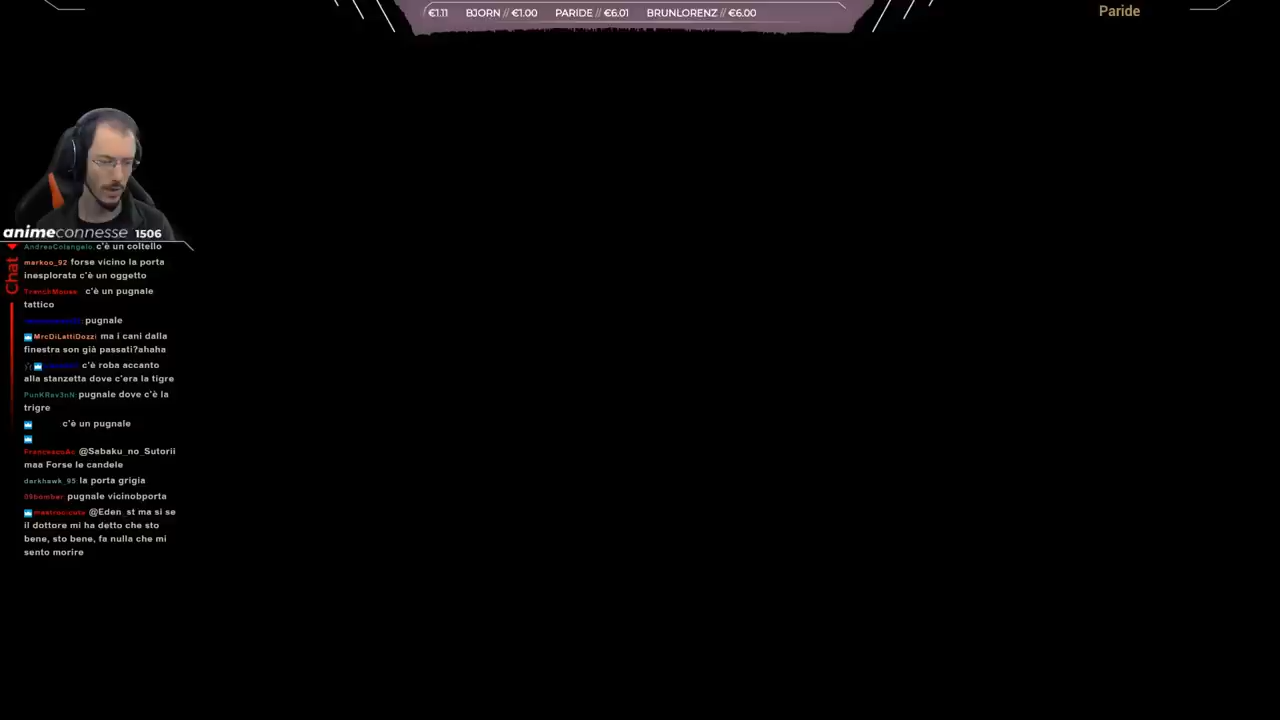 €1.11 BJORN // €1.00 PARIDE // €6.01 BRUNLORENZ // €6.00
Paride
animeconnesse 1506
Chat
AndreaColangelo: c'è un coltello
markoo_92 forse vicino la porta
inesplorata c'è un oggetto
c'è un pugnale
tattico
pugnale
MrcDiLattiDozzi ma i cani dalla
finestra son già passati?ahaha
c'è roba accanto
alla stanzetta dove c'era la tigre
PunKRev3nN: pugnale dove c'è la
trigre
c'è un pugnale
FrancescoAc @Sabaku_no_Sutorii
maa Forse le candele
darkhawk_95: la porta grigia
09bomber: pugnale vicinobporta
mastrocicuta @Eden_st ma si se
il dottore mi ha detto che sto
bene, sto bene, fa nulla che mi
sento morire